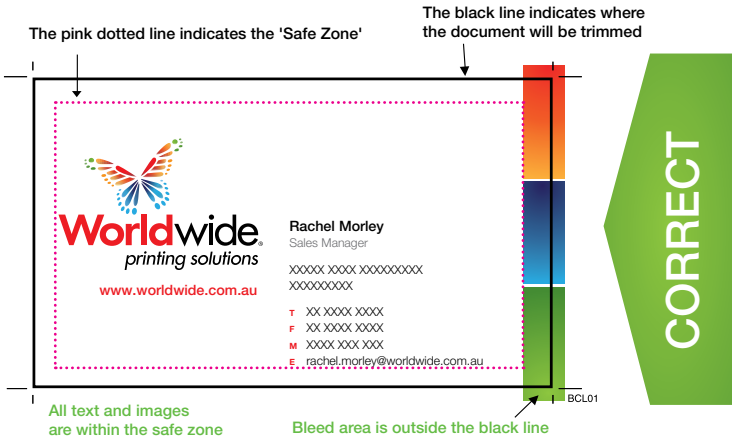 The pink dotted line indicates the 'Safe Zone'
The black line indicates where
the document will be trimmed
Worldwide®
printing solutions
www.worldwide.com.au
Rachel Morley
Sales Manager
XXXXX XXXX XXXXXXXXX
XXXXXXXXX
T XX XXXX XXXX
F XX XXXX XXXX
M XXXX XXX XXX
E rachel.morley@worldwide.com.au
CORRECT
BCL01
All text and images
are within the safe zone
Bleed area is outside the black line